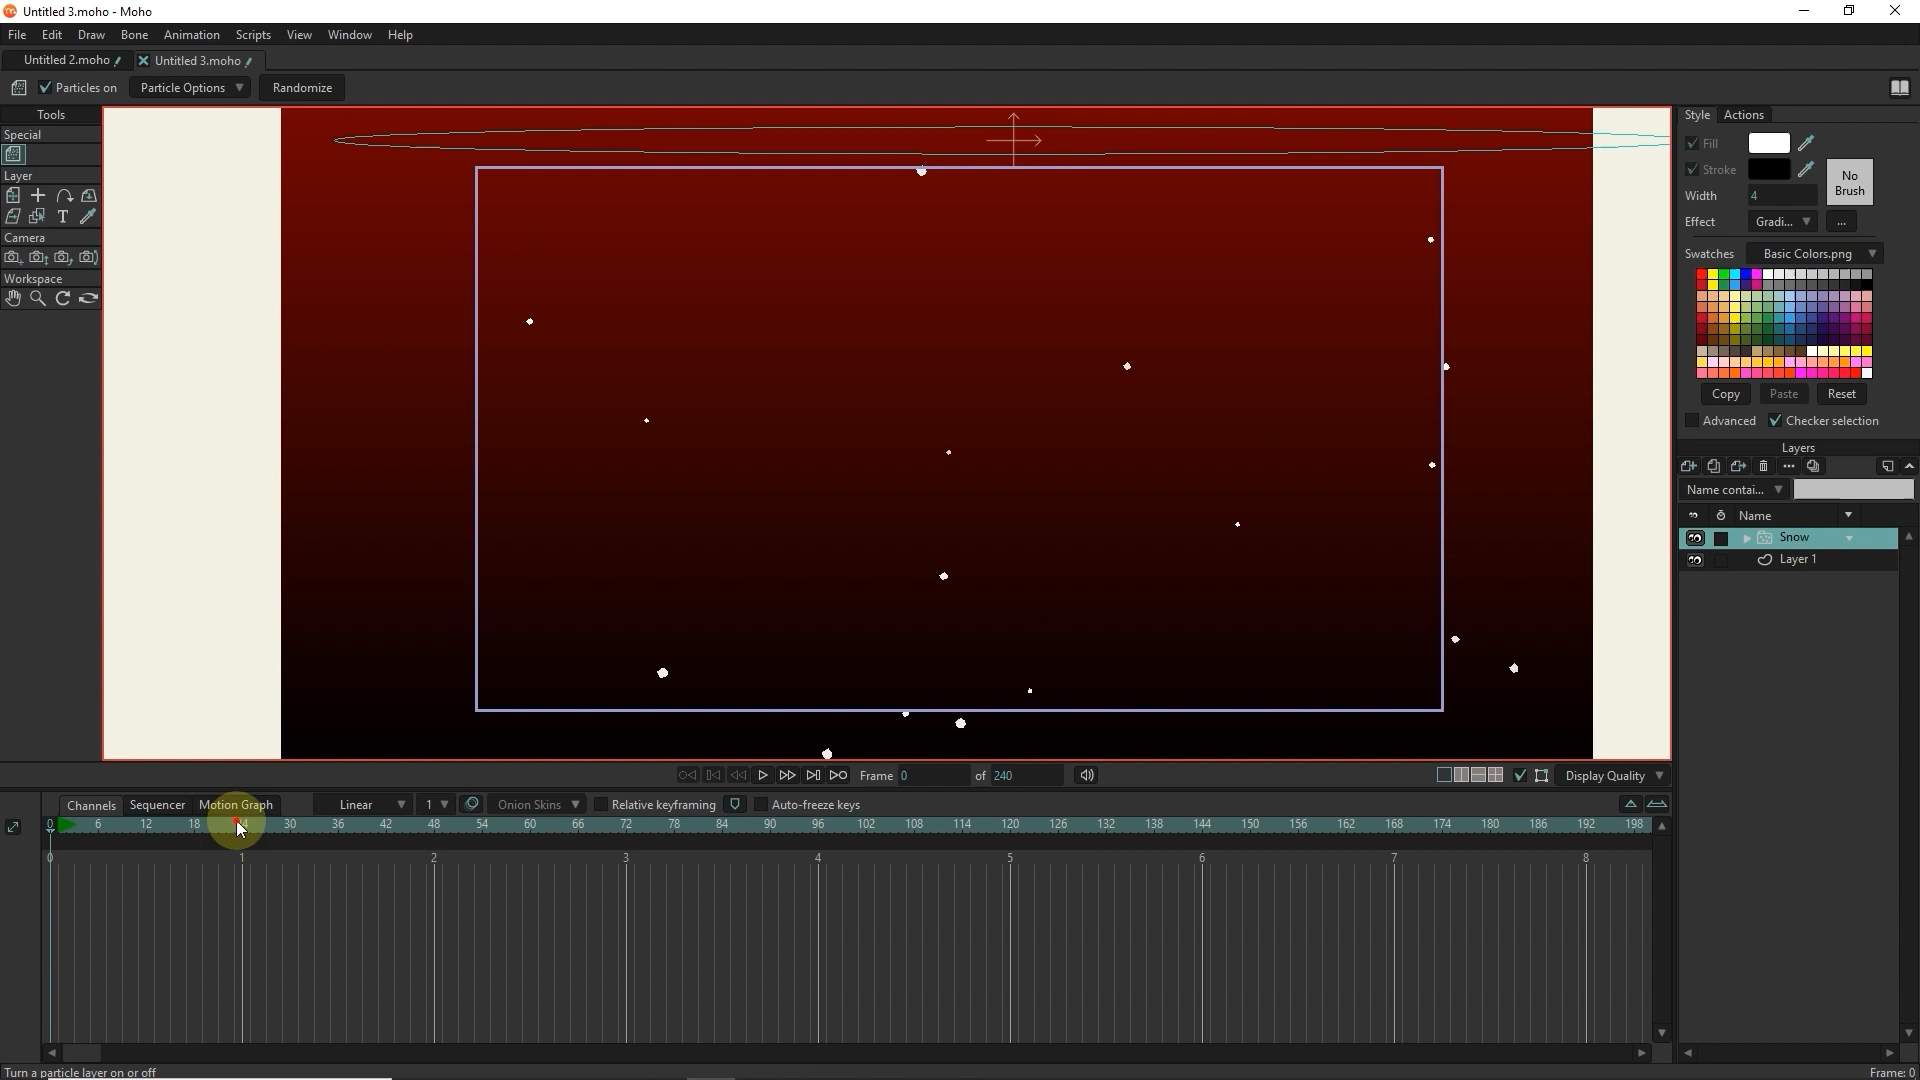 Untitled 3.moho - Moho
File Edit Draw Bone Animation Scripts View Window Help
Untitled 2.moho Untitled 3.moho
Particles on Particle Options Randomize
Tools
Special
Layer
T
Camera
Workspace
Style Actions
Fill
Stroke
No Brush
Width 4
Effect Gradi... ...
Swatches Basic Colors.png
Copy Paste Reset
Advanced Checker selection
Layers
Name contai...
Name
Snow
Layer 1
Frame 0 of 240 Display Quality
Channels Sequencer Motion Graph Linear 1 Onion Skins Relative keyframing Auto-freeze keys
0 6 12 18 24 30 36 42 48 54 60 66 72 78 84 90 96 102 108 114 120 126 132 138 144 150 156 162 168 174 180 186 192 198
0 1 2 3 4 5 6 7 8
Turn a particle layer on or off Frame: 0